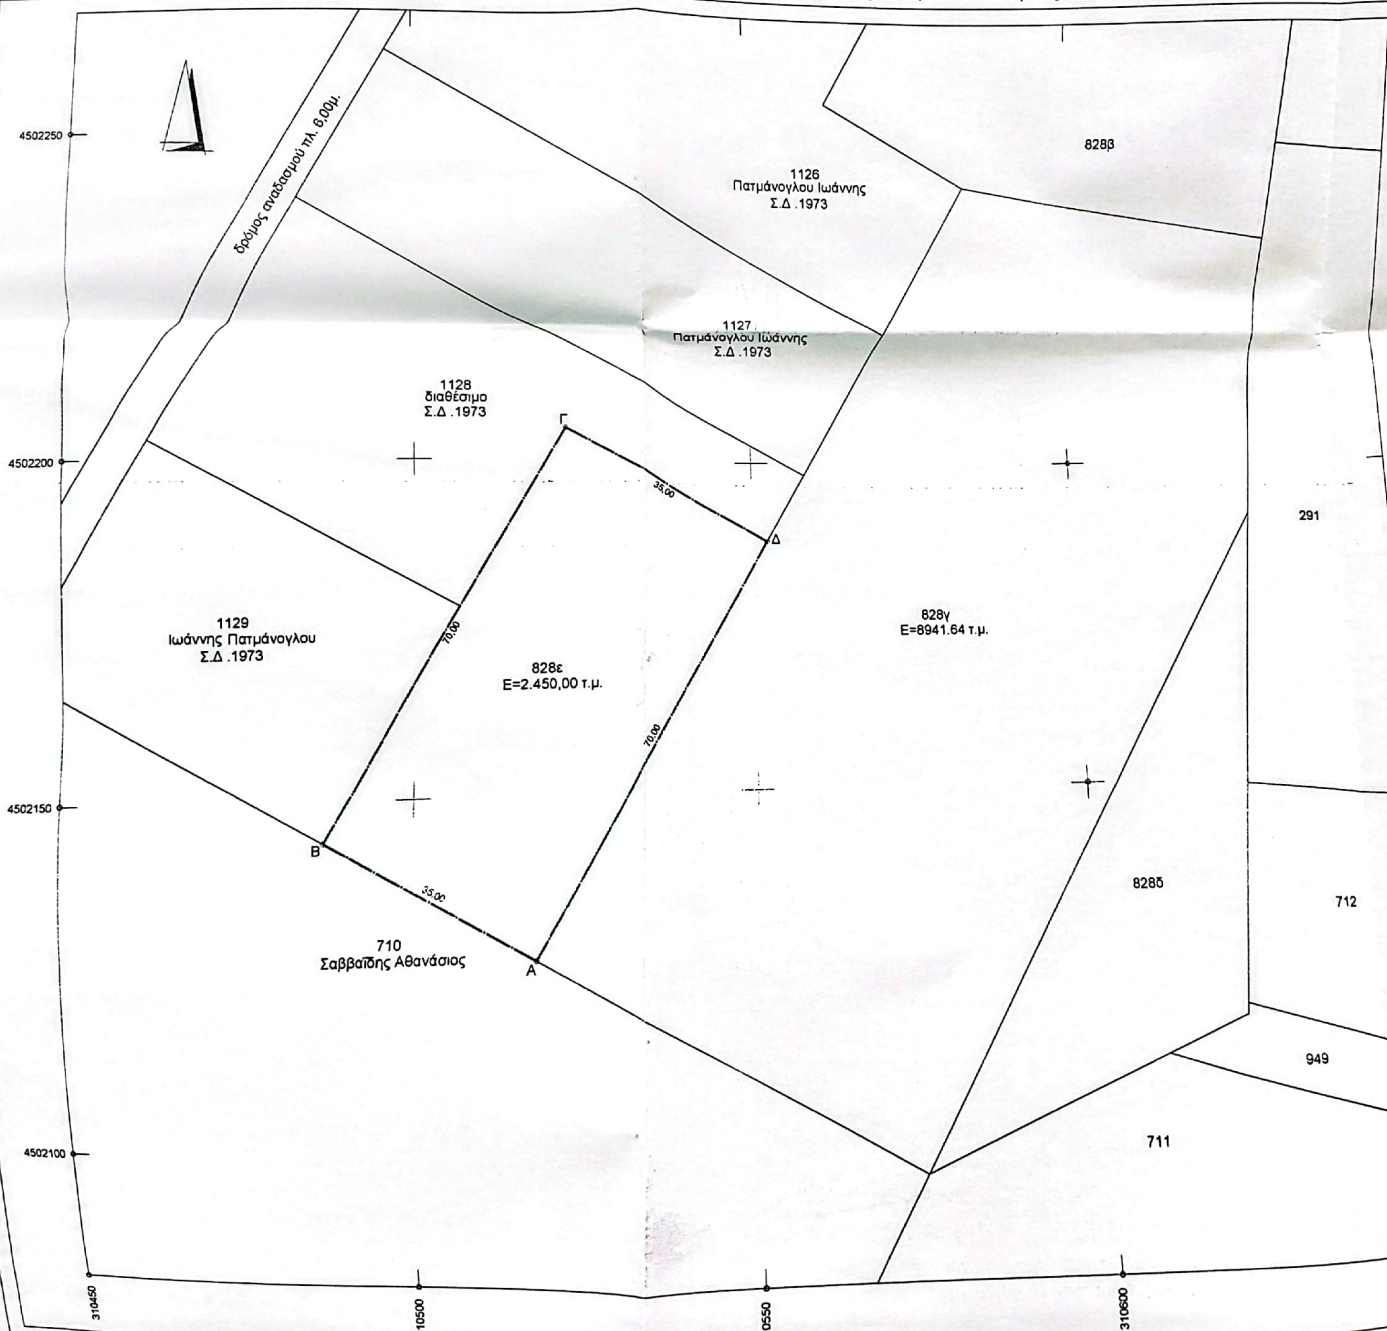 4502250
δρόμος αναδασμού πλ. 6,00μ.
828β
1126
Πατμάνογλου Ιωάννης
Σ.Δ .1973
1127
Πατμάνογλου Ιωάννης
Σ.Δ .1973
1128
διαθέσιμο
Σ.Δ .1973
Γ
4502200
35,00
291
Δ
1129
Ιωάννης Πατμάνογλου
Σ.Δ .1973
70,00
828γ
Ε=8941.64 τ.μ.
828ε
Ε=2.450,00 τ.μ.
70,00
4502150
Β
35,00
828δ
712
710
Σαββαΐδης Αθανάσιος
Α
949
711
4502100
310450
10500
0550
310600